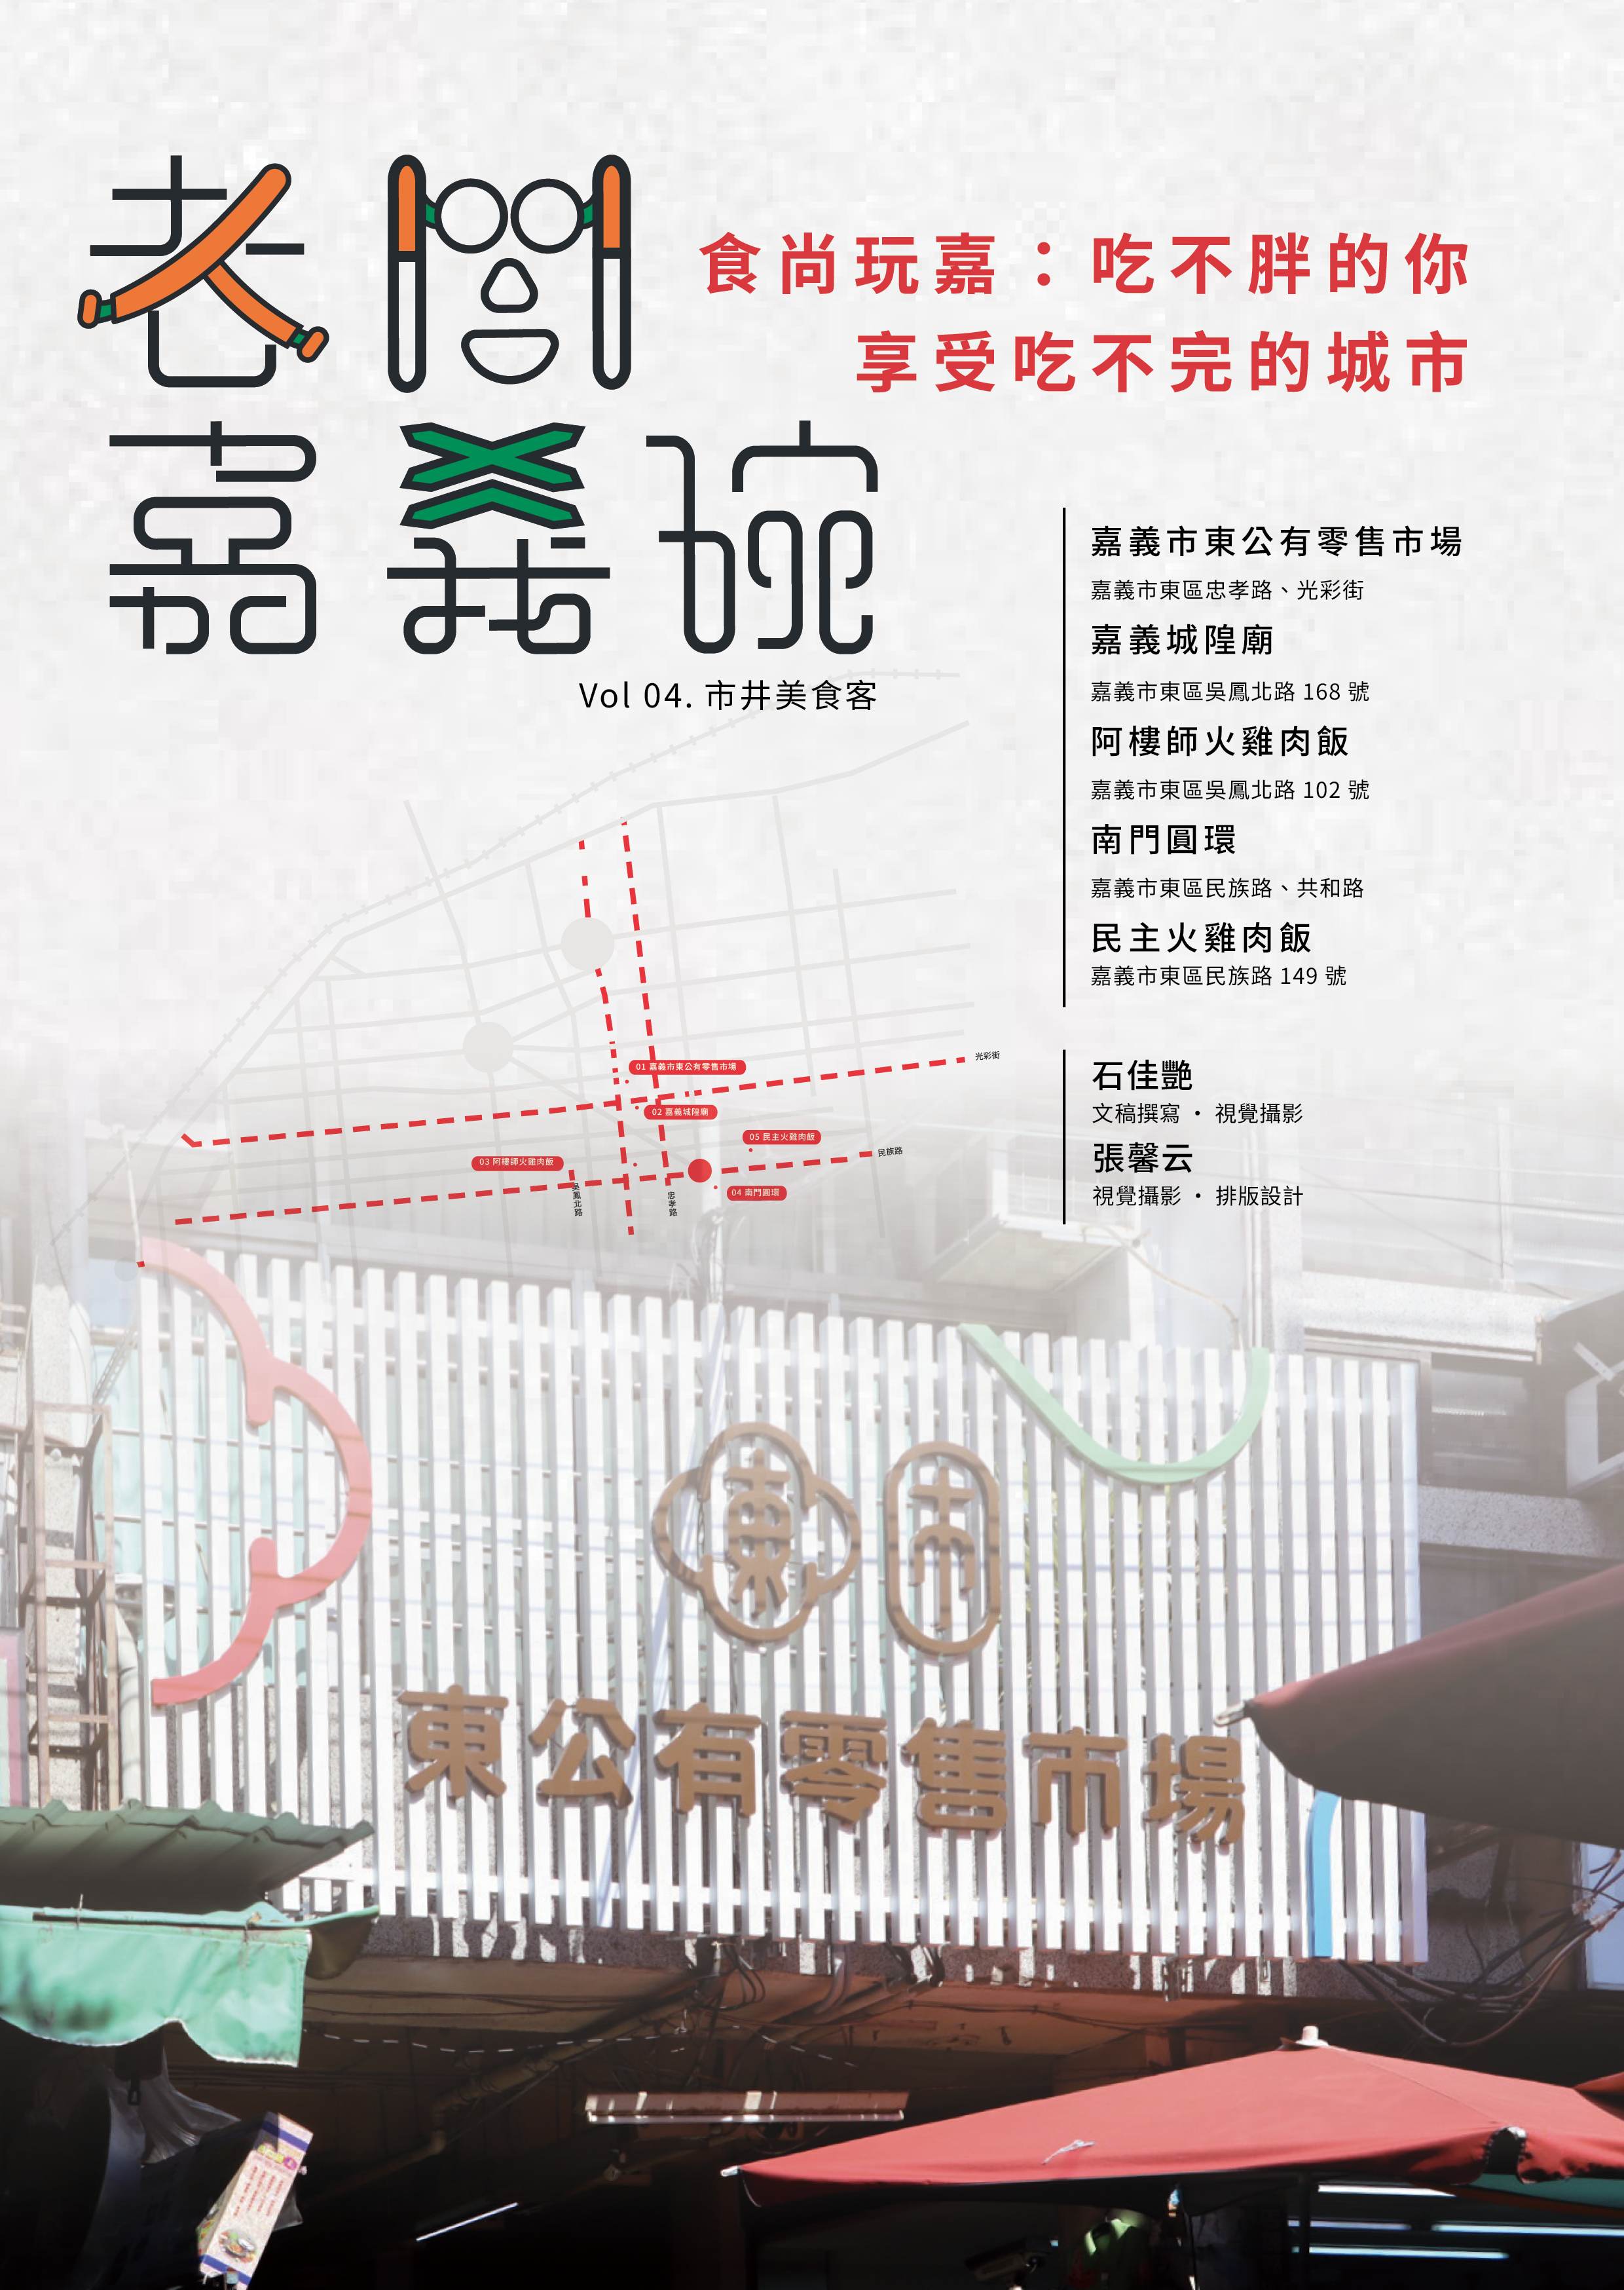 老闆
嘉義碗
食尚玩嘉：吃不胖的你
享受吃不完的城市
Vol 04. 市井美食客
嘉義市東公有零售市場
嘉義市東區忠孝路、光彩街
嘉義城隍廟
嘉義市東區吳鳳北路 168 號
阿樓師火雞肉飯
嘉義市東區吳鳳北路 102 號
南門圓環
嘉義市東區民族路、共和路
民主火雞肉飯
嘉義市東區民族路 149 號
石佳艷
文稿撰寫 ・ 視覺攝影
張馨云
視覺攝影 ・ 排版設計
光彩街
01 嘉義市東公有零售市場
02 嘉義城隍廟
05 民主火雞肉飯
民族路
03 阿樓師火雞肉飯
04 南門圓環
吳鳳北路
忠孝路
東市
東公有零售市場